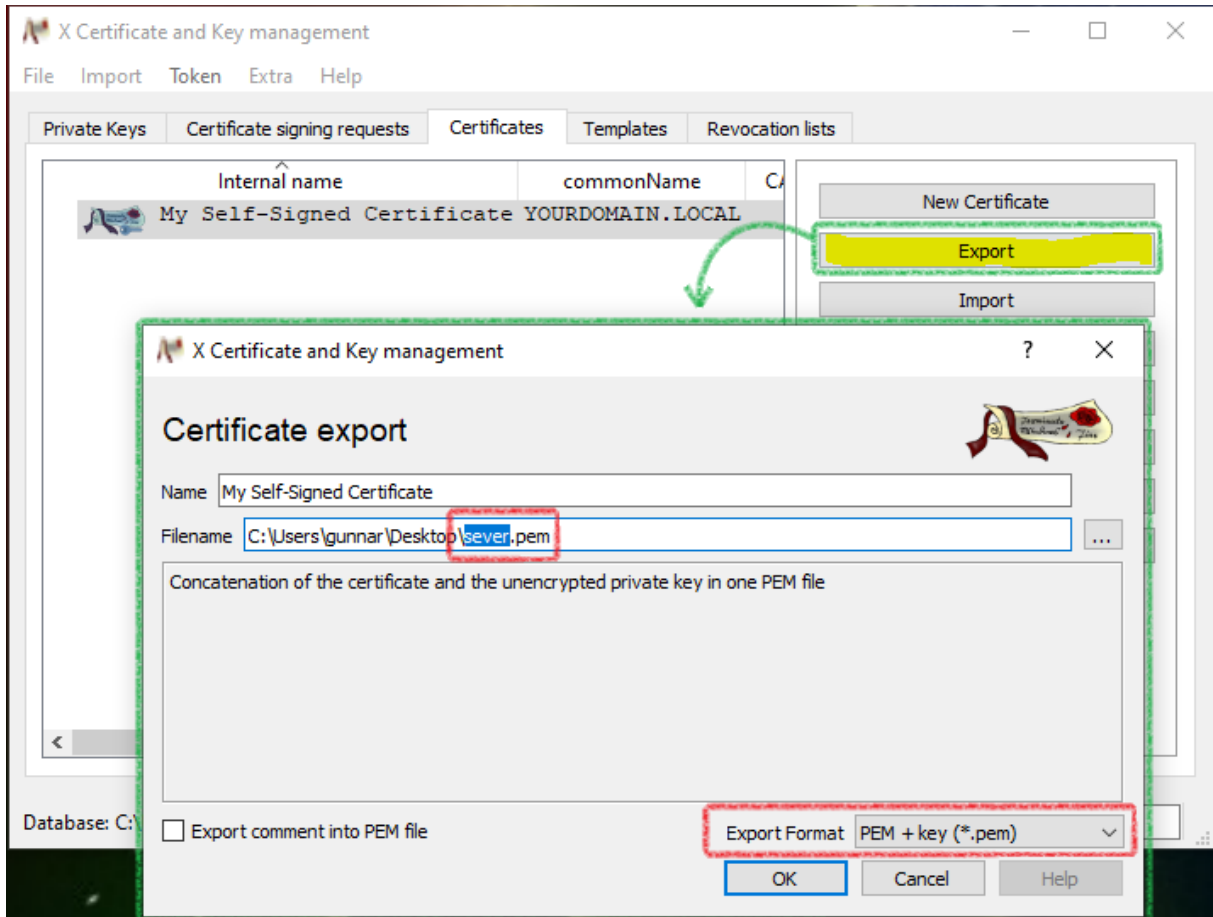 X Certificate and Key management
File Import Token Extra Help
Private Keys Certificate signing requests Certificates Templates Revocation lists
Internal name commonName CA
My Self-Signed Certificate YOURDOMAIN.LOCAL
New Certificate
Export
Import
X Certificate and Key management ?
Certificate export
Name My Self-Signed Certificate
Filename C:\Users\gunnar\Desktop\sever.pem ...
Concatenation of the certificate and the unencrypted private key in one PEM file
Database: C:\
Export comment into PEM file
Export Format PEM + key (*.pem)
OK Cancel Help